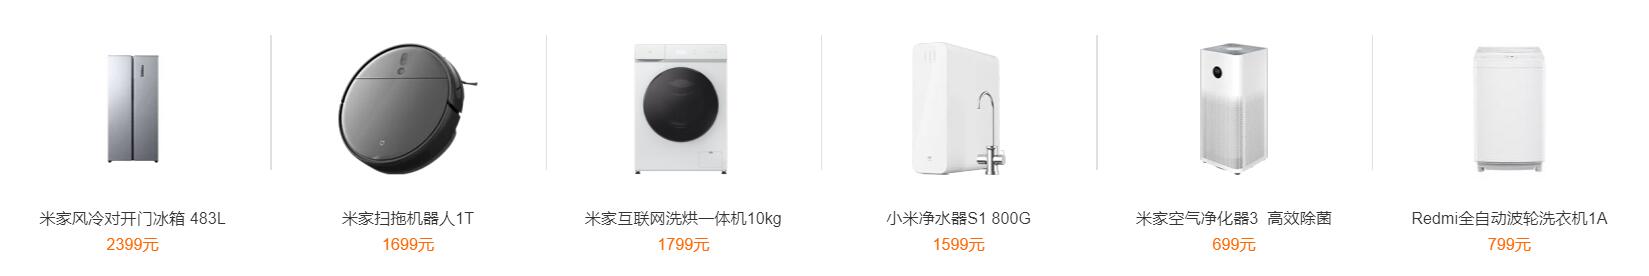 米家风冷对开门冰箱 483L
2399元
米家扫拖机器人1T
1699元
米家互联网洗烘一体机10kg
1799元
小米净水器S1 800G
1599元
米家空气净化器3  高效除菌
699元
Redmi全自动波轮洗衣机1A
799元